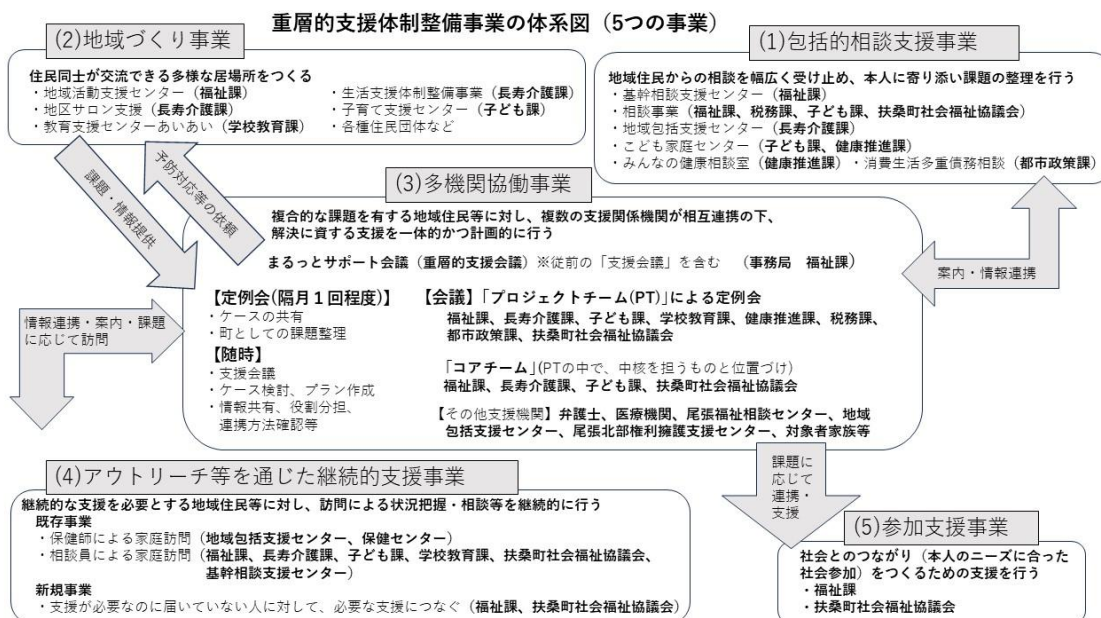 重層的支援体制整備事業の体系図（5つの事業）
(2)地域づくり事業
住民同士が交流できる多様な居場所をつくる
・地域活動支援センター（福祉課）
・地区サロン支援（長寿介護課）
・教育支援センターあいあい（学校教育課）
・生活支援体制整備事業（長寿介護課）
・子育て支援センター（子ども課）
・各種住民団体など
(1)包括的相談支援事業
地域住民からの相談を幅広く受け止め、本人に寄り添い課題の整理を行う
・基幹相談支援センター（福祉課）
・相談事業（福祉課、税務課、子ども課、扶桑町社会福祉協議会）
・地域包括支援センター（長寿介護課）
・こども家庭センター（子ども課、健康推進課）
・みんなの健康相談室（健康推進課）・消費生活多重債務相談（都市政策課）
課題・情報提供
予防対応等の依頼
(3)多機関協働事業
複合的な課題を有する地域住民等に対し、複数の支援関係機関が相互連携の下、
解決に資する支援を一体的かつ計画的に行う
まるっとサポート会議（重層的支援会議）※従前の「支援会議」を含む （事務局 福祉課）
【定例会(隔月１回程度)】
・ケースの共有
・町としての課題整理
【随時】
・支援会議
・ケース検討、プラン作成
・情報共有、役割分担、
連携方法確認等
【会議】「プロジェクトチーム(PT)」による定例会
福祉課、長寿介護課、子ども課、学校教育課、健康推進課、税務課、
都市政策課、扶桑町社会福祉協議会
「コアチーム」(PTの中で、中核を担うものと位置づけ)
福祉課、長寿介護課、子ども課、扶桑町社会福祉協議会
【その他支援機関】弁護士、医療機関、尾張福祉相談センター、地域
包括支援センター、尾張北部権利擁護支援センター、対象者家族等
案内・情報連携
情報連携・案内・課題
に応じて訪問
課題に
応じて
連携・
支援
(4)アウトリーチ等を通じた継続的支援事業
継続的な支援を必要とする地域住民等に対し、訪問による状況把握・相談等を継続的に行う
既存事業
・保健師による家庭訪問（地域包括支援センター、保健センター）
・相談員による家庭訪問（福祉課、長寿介護課、子ども課、学校教育課、扶桑町社会福祉協議会、
基幹相談支援センター）
新規事業
・支援が必要なのに届いていない人に対して、必要な支援につなぐ（福祉課、扶桑町社会福祉協議会）
(5)参加支援事業
社会とのつながり（本人のニーズに合った
社会参加）をつくるための支援を行う
・福祉課
・扶桑町社会福祉協議会